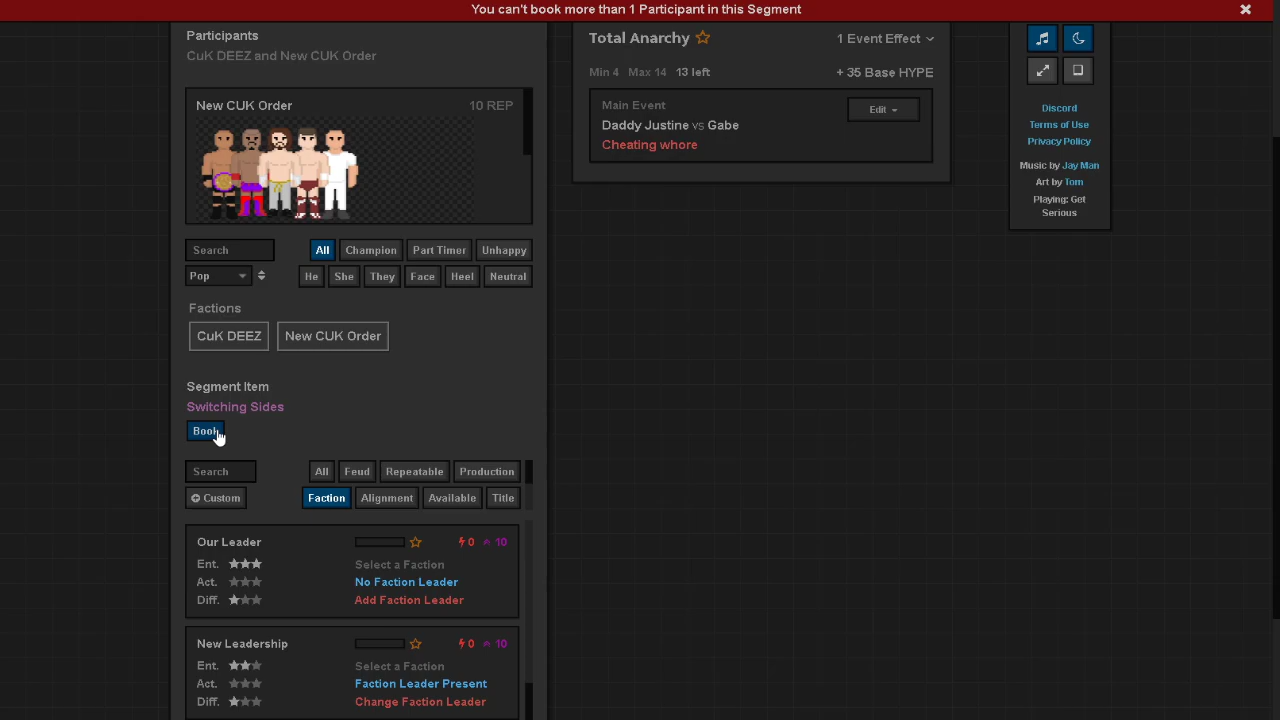 You can't book more than 1 Participant in this Segment
Participants
CuK DEEZ and New CUK Order
New CUK Order 10 REP
Search All Champion Part Timer Unhappy
Pop He She They Face Heel Neutral
Factions
CuK DEEZ New CUK Order
Segment Item
Switching Sides
Book
Search All Feud Repeatable Production
Custom Faction Alignment Available Title
Our Leader 0 10
Ent. Select a Faction
Act. No Faction Leader
Diff. Add Faction Leader
New Leadership 0 10
Ent. Select a Faction
Act. Faction Leader Present
Diff. Change Faction Leader
Total Anarchy 1 Event Effect
Min 4 Max 14 13 left + 35 Base HYPE
Main Event Edit
Daddy Justine vs Gabe
Cheating whore
Discord
Terms of Use
Privacy Policy
Music by Jay Man
Art by Tom
Playing: Get
Serious